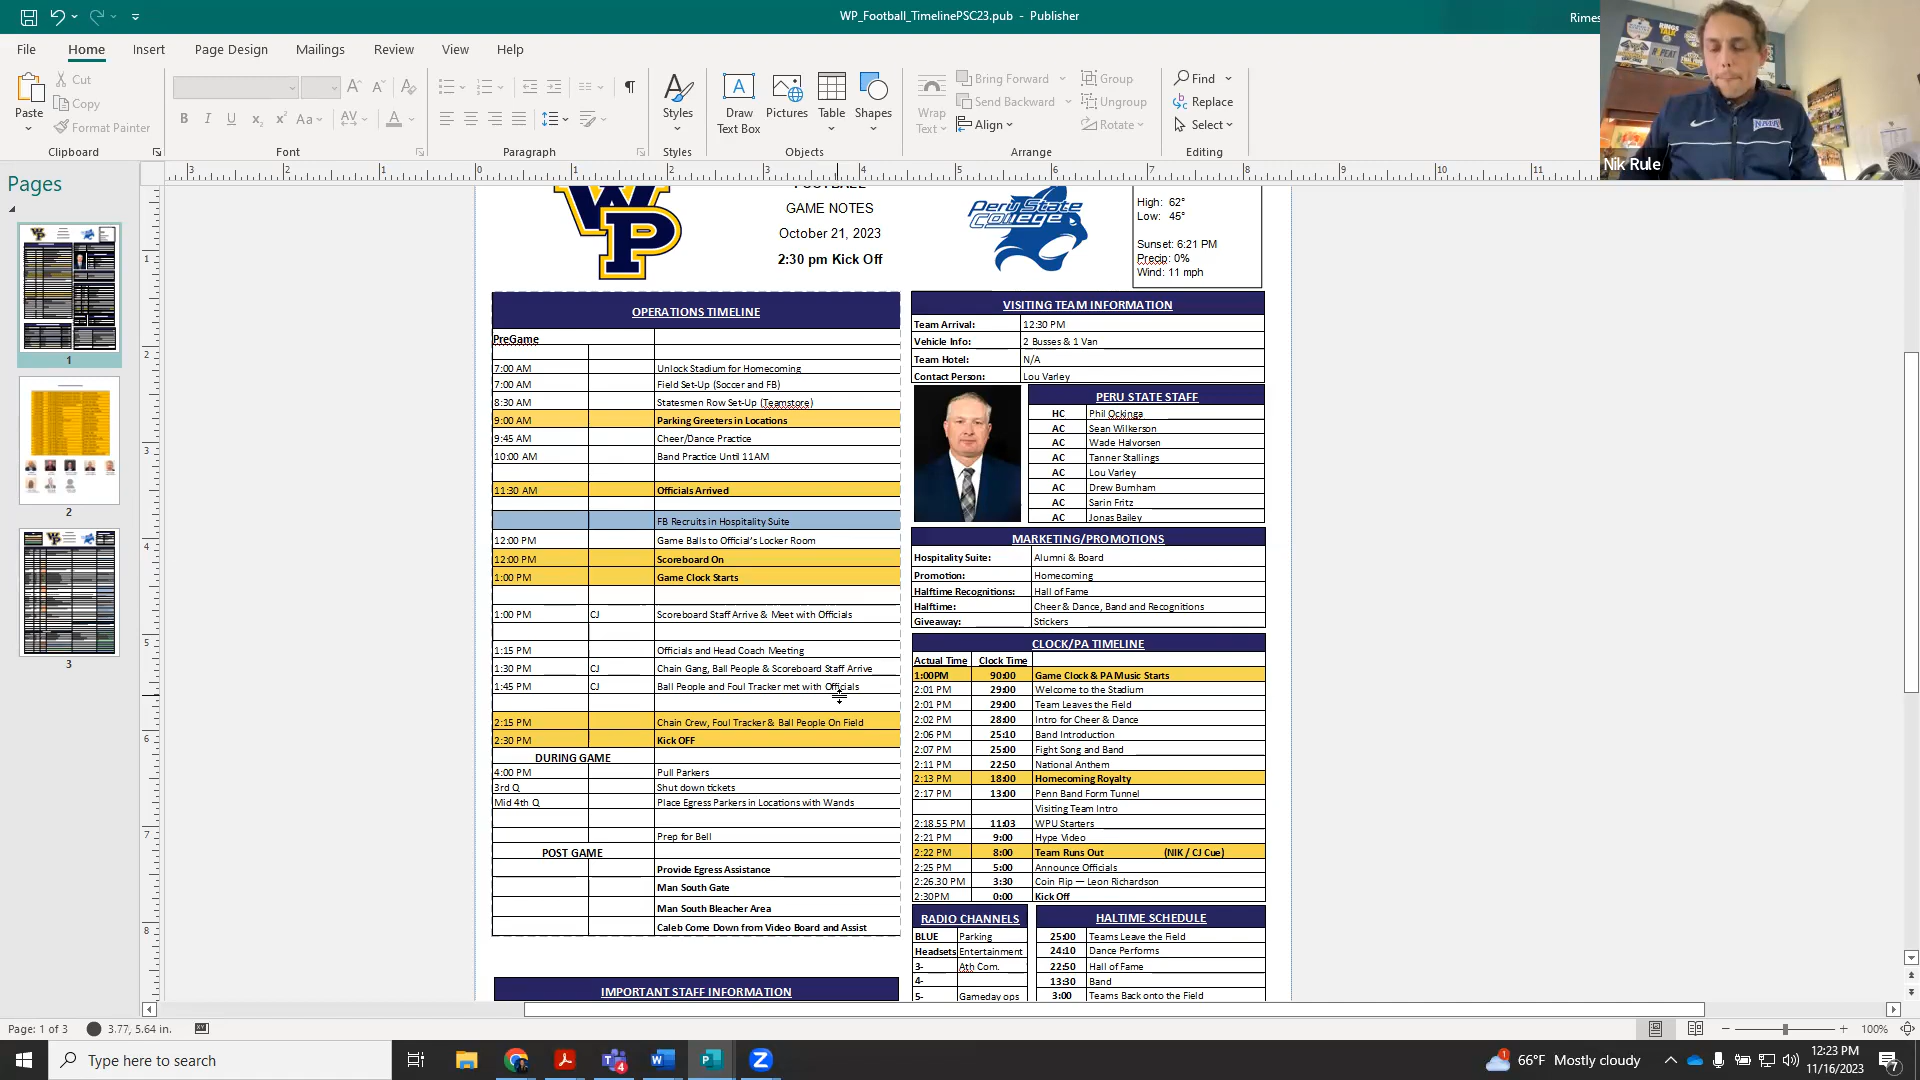 WP_Football_TimelinePSC23.pub - Publisher
Rimes
File Home Insert Page Design Mailings Review View Help
Paste
Cut
Copy
Format Painter
Clipboard
Font
Paragraph
Styles
Styles
Draw Text Box
Pictures
Table
Shapes
Objects
Wrap Text
Bring Forward
Send Backward
Align
Group
Ungroup
Rotate
Arrange
Find
Replace
Select
Editing
Nik Rule
Pages
1
2
3
WP
FOOTBALL
GAME NOTES
October 21, 2023
2:30 pm Kick Off
Peru State College
High: 62°
Low: 45°
Sunset: 6:21 PM
Precip: 0%
Wind: 11 mph
OPERATIONS TIMELINE
PreGame
7:00 AM Unlock Stadium for Homecoming
7:00 AM Field Set-Up (Soccer and FB)
8:30 AM Statesmen Row Set-Up (Teamstore)
9:00 AM Parking Greeters in Locations
9:45 AM Cheer/Dance Practice
10:00 AM Band Practice Until 11AM
11:30 AM Officials Arrived
FB Recruits in Hospitality Suite
12:00 PM Game Balls to Official's Locker Room
12:00 PM Scoreboard On
1:00 PM Game Clock Starts
1:00 PM CJ Scoreboard Staff Arrive & Meet with Officials
1:15 PM Officials and Head Coach Meeting
1:30 PM CJ Chain Gang, Ball People & Scoreboard Staff Arrive
1:45 PM CJ Ball People and Foul Tracker met with Officials
2:15 PM Chain Crew, Foul Tracker & Ball People On Field
2:30 PM Kick OFF
DURING GAME
4:00 PM Pull Parkers
3rd Q Shut down tickets
Mid 4th Q Place Egress Parkers in Locations with Wands
Prep for Bell
POST GAME
Provide Egress Assistance
Man South Gate
Man South Bleacher Area
Caleb Come Down from Video Board and Assist
IMPORTANT STAFF INFORMATION
VISITING TEAM INFORMATION
Team Arrival: 12:30 PM
Vehicle Info: 2 Busses & 1 Van
Team Hotel: N/A
Contact Person: Lou Varley
PERU STATE STAFF
HC Phil Ockinga
AC Sean Wilkerson
AC Wade Halvorsen
AC Tanner Stallings
AC Lou Varley
AC Drew Burnham
AC Sarin Fritz
AC Jonas Bailey
MARKETING/PROMOTIONS
Hospitality Suite: Alumni & Board
Promotion: Homecoming
Halftime Recognitions: Hall of Fame
Halftime: Cheer & Dance, Band and Recognitions
Giveaway: Stickers
CLOCK/PA TIMELINE
Actual Time Clock Time
1:00PM 90:00 Game Clock & PA Music Starts
2:01 PM 29:00 Welcome to the Stadium
2:01 PM 29:00 Team Leaves the Field
2:02 PM 28:00 Intro for Cheer & Dance
2:06 PM 25:10 Band Introduction
2:07 PM 25:00 Fight Song and Band
2:11 PM 22:50 National Anthem
2:13 PM 18:00 Homecoming Royalty
2:17 PM 13:00 Penn Band Form Tunnel
Visiting Team Intro
2:18.55 PM 11:03 WPU Starters
2:21 PM 9:00 Hype Video
2:22 PM 8:00 Team Runs Out (NIK / CJ Cue)
2:25 PM 5:00 Announce Officials
2:26.30 PM 3:30 Coin Flip — Leon Richardson
2:30PM 0:00 Kick Off
RADIO CHANNELS
BLUE Parking
Headsets Entertainment
3- Ath Com.
4-
5- Gameday ops
HALTIME SCHEDULE
25:00 Teams Leave the Field
24:10 Dance Performs
22:50 Hall of Fame
13:30 Band
3:00 Teams Back onto the Field
Page: 1 of 3
3.77, 5.64 in.
100%
Type here to search
66°F Mostly cloudy
12:23 PM
11/16/2023